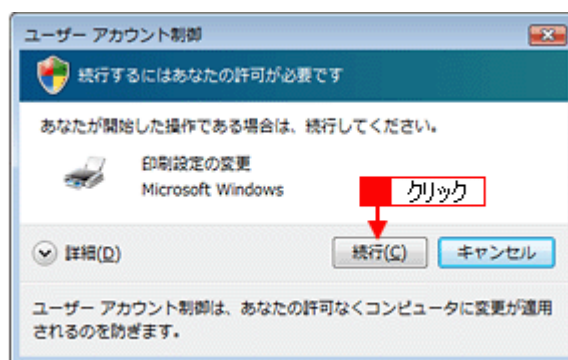 ユーザー アカウント制御
続行するにはあなたの許可が必要です
あなたが開始した操作である場合は、続行してください。
印刷設定の変更
Microsoft Windows
クリック
詳細(D)
続行(C)
キャンセル
ユーザー アカウント制御は、あなたの許可なくコンピュータに変更が適用
されるのを防ぎます。